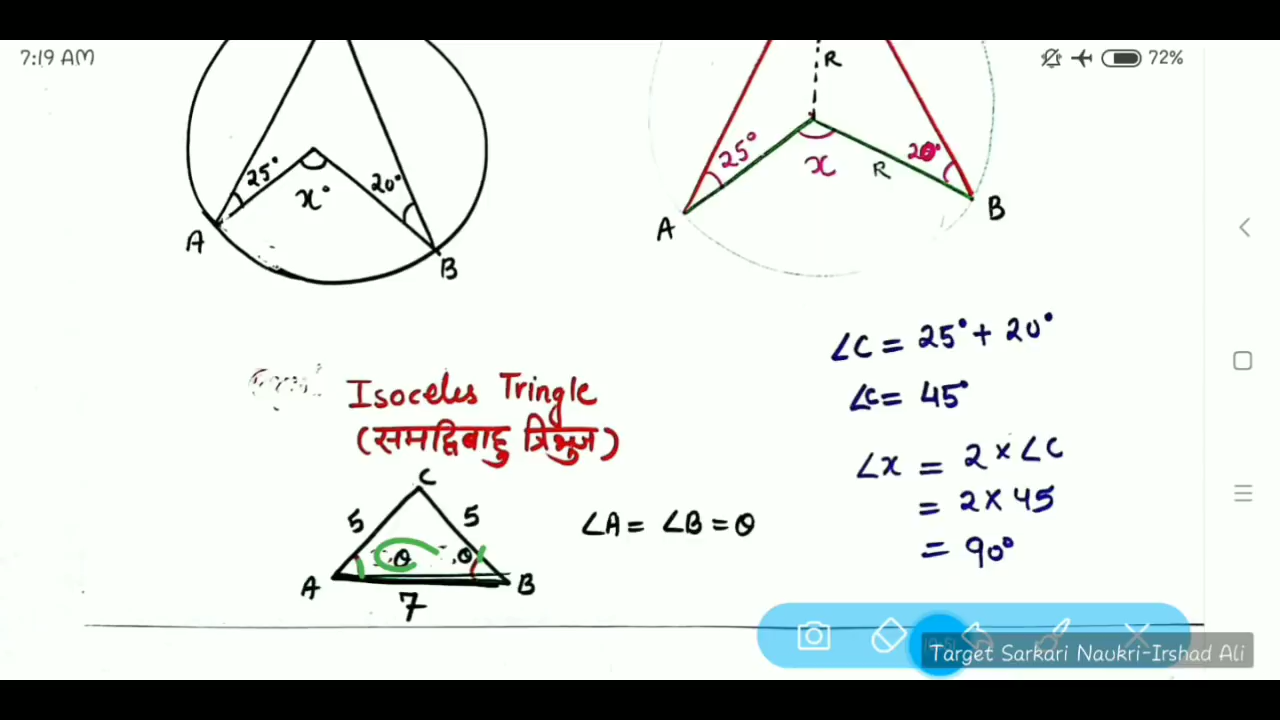 7:19 AM
72%
R
25°
x
20°
R
A
B
25°
20°
x°
A
B
∠C = 25° + 20°
∠C = 45°
∠x = 2 × ∠C
= 2 × 45
= 90°
Isoceles Tringle
(समद्विबाहु त्रिभुज)
C
5
5
θ
θ
A
B
7
∠A = ∠B = θ
Target Sarkari Naukri-Irshad Ali